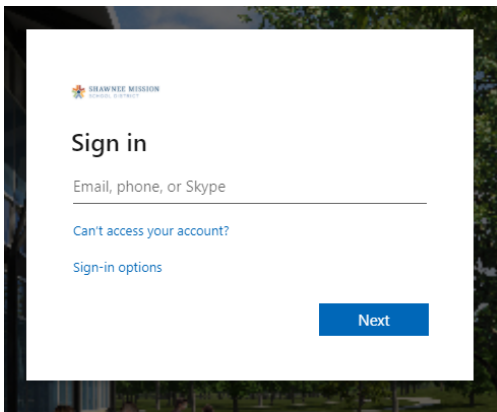 SHAWNEE MISSION
SCHOOL DISTRICT
Sign in
Email, phone, or Skype
Can't access your account?
Sign-in options
Next